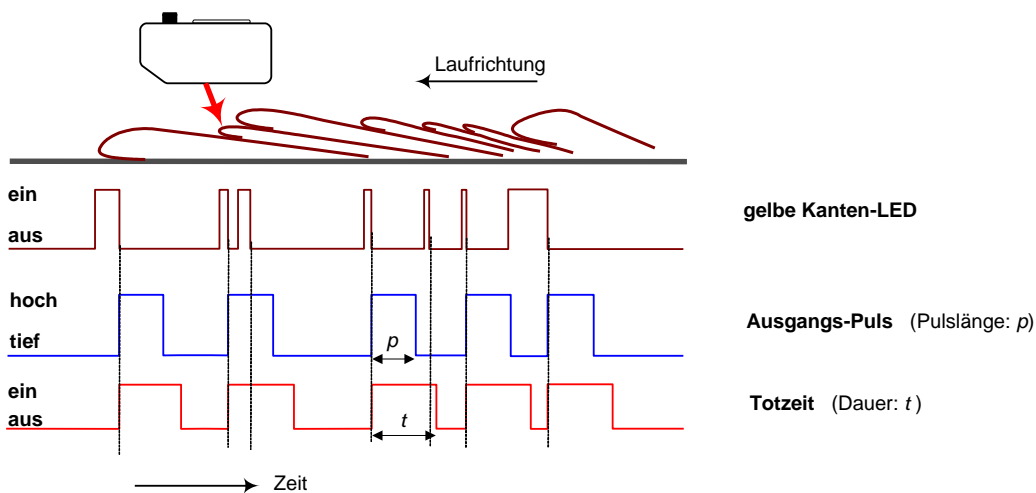 Laufrichtung
ein
aus
gelbe Kanten-LED
hoch
tief
p
Ausgangs-Puls (Pulslänge: p)
ein
aus
t
Totzeit (Dauer: t )
Zeit